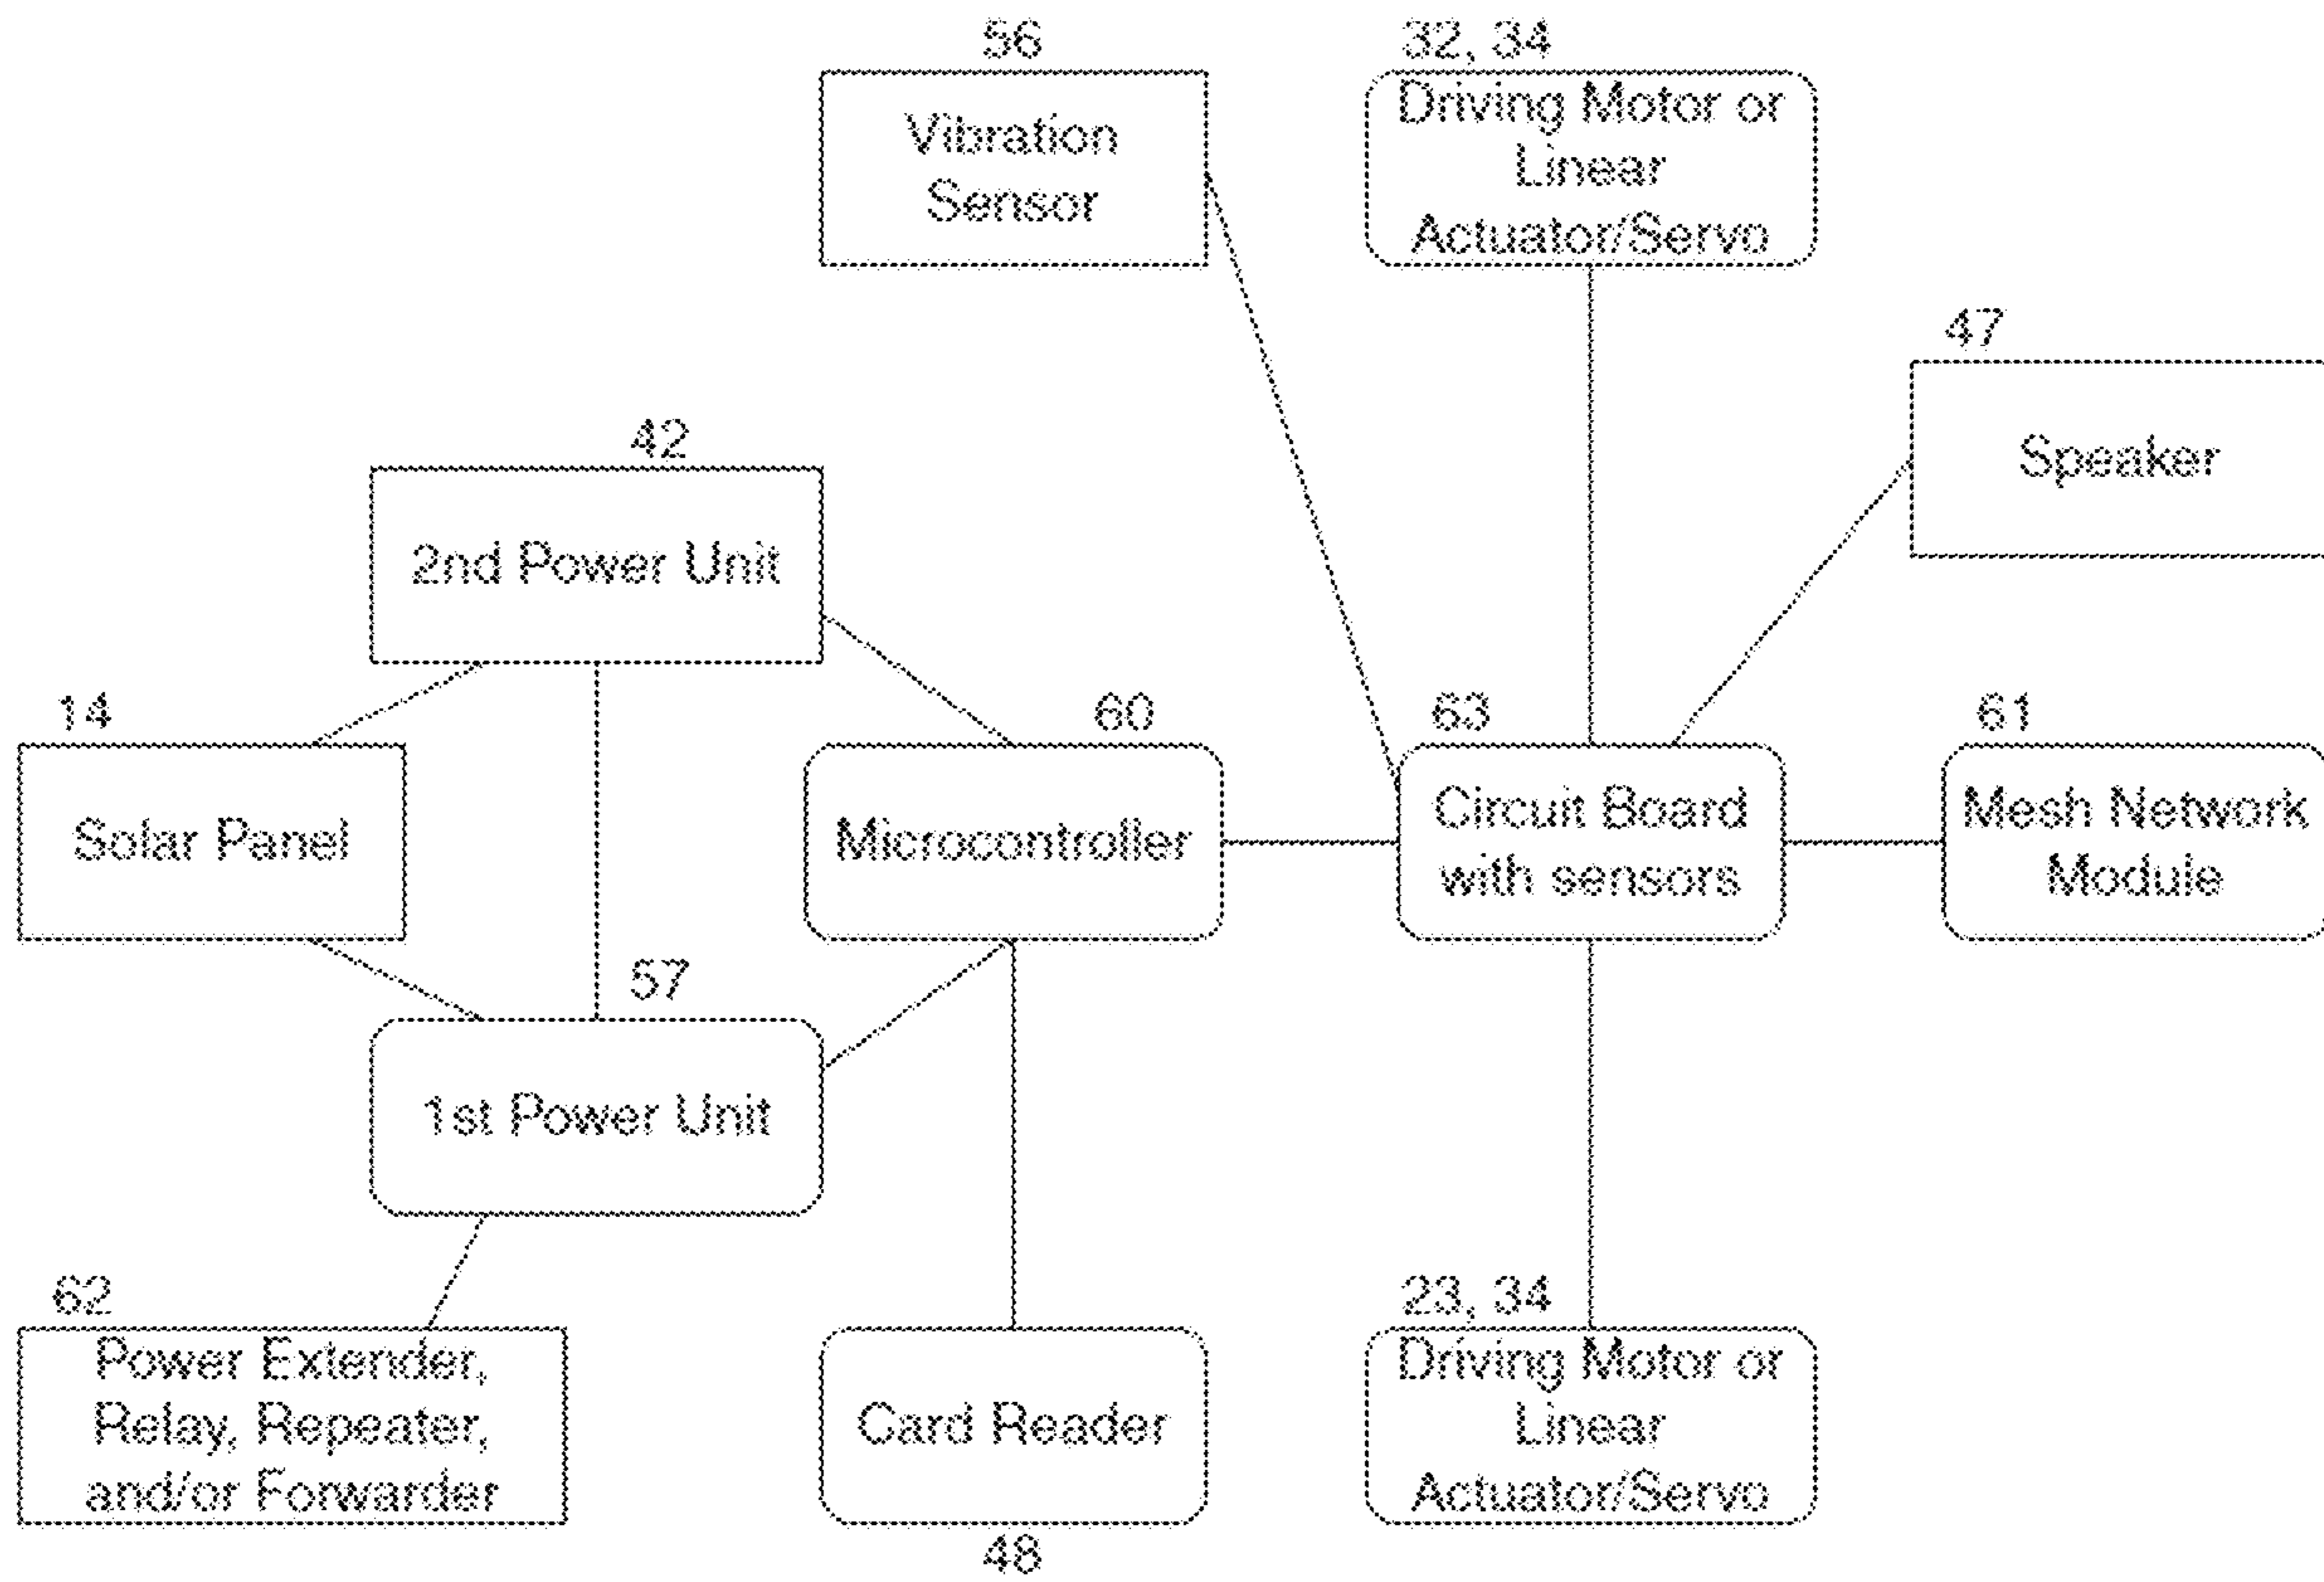 56
Vibration
Sensor
32, 34
Driving Motor or
Linear
Actuator/Servo
47
Speaker
42
2nd Power Unit
14
Solar Panel
60
Microcontroller
63
Circuit Board
with sensors
61
Mesh Network
Module
57
1st Power Unit
62
Power Extender,
Relay, Repeater,
and/or Forwarder
Card Reader
48
23, 34
Driving Motor or
Linear
Actuator/Servo